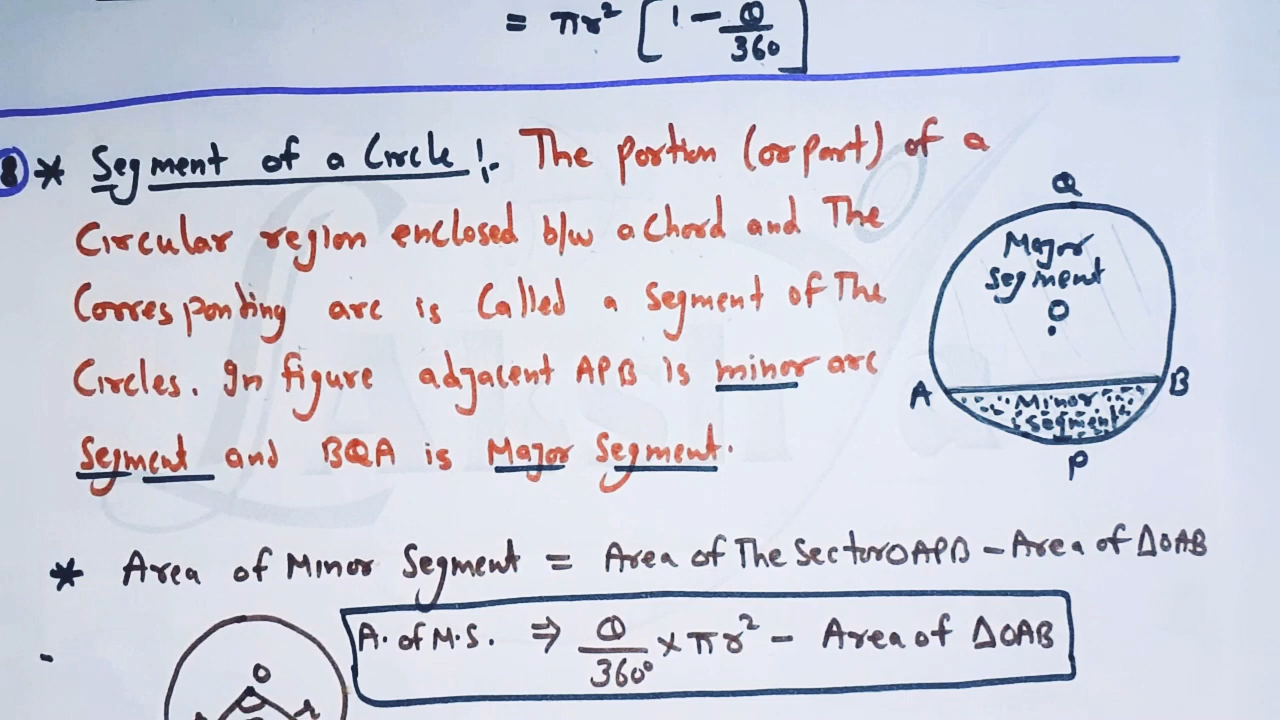 = πr² [1 - θ/360]
8 * Segment of a Circle :- The portion (or part) of a
Circular region enclosed b/w a Chord and The
Corresponding arc is Called a Segment of The
Circles. In figure adjacent APB is minor arc
Segment and BQA is Major Segment.
Q
Major
segment
O
A
B
Minor
Segment
P
* Area of Minor Segment = Area of The Sector OAPB - Area of ΔOAB
A. of M.S. ⇒ θ/360° × πr² - Area of ΔOAB
O
r